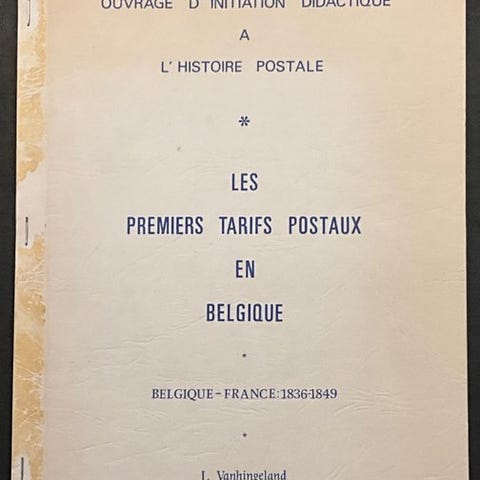 OUVRAGE D'INITIATION DIDACTIQUE
A
L'HISTOIRE POSTALE
*
LES
PREMIERS TARIFS POSTAUX
EN
BELGIQUE
*
BELGIQUE-FRANCE:1836-1849
*
L. Vanhingeland